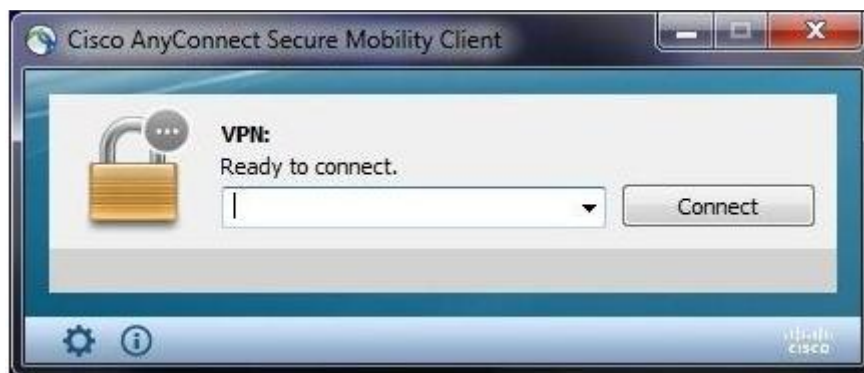 Cisco AnyConnect Secure Mobility Client
VPN:
Ready to connect.
Connect
CISCO